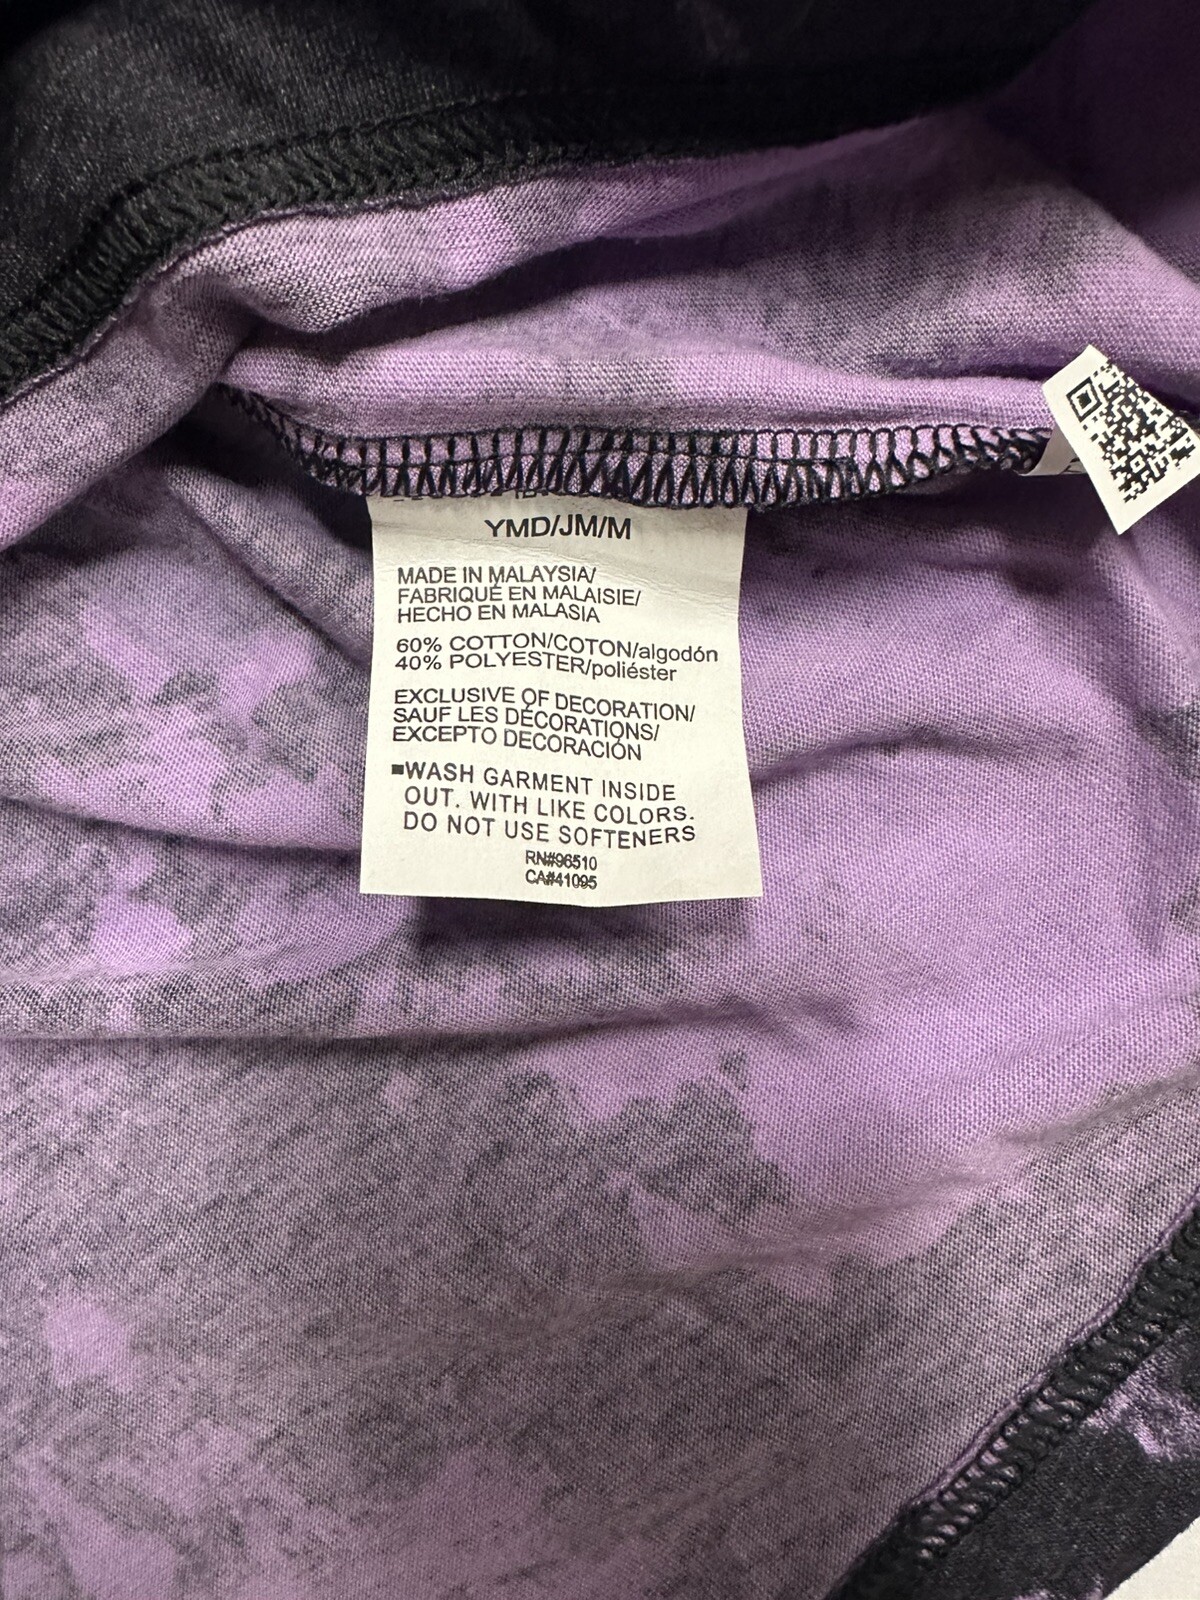 YMD/JM/M
MADE IN MALAYSIA/
FABRIQUÉ EN MALAISIE/
HECHO EN MALASIA
60% COTTON/COTON/algodón
40% POLYESTER/poliéster
EXCLUSIVE OF DECORATION/
SAUF LES DÉCORATIONS/
EXCEPTO DECORACIÓN
▪WASH GARMENT INSIDE
OUT. WITH LIKE COLORS.
DO NOT USE SOFTENERS
RN#96510
CA#41095